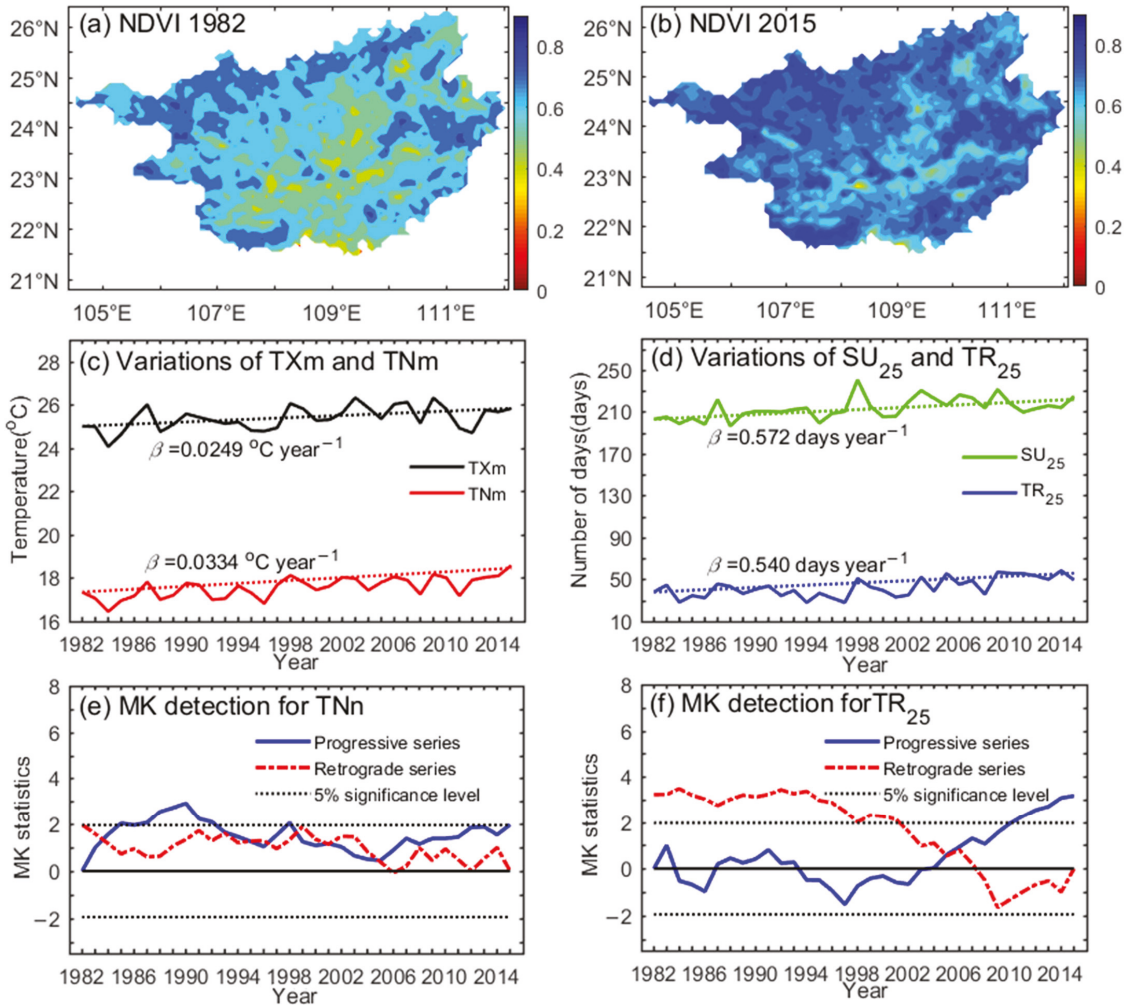 (a) NDVI 1982
26°N
25°N
24°N
23°N
22°N
21°N
105°E 107°E 109°E 111°E
0.8
0.6
0.4
0.2
0
(b) NDVI 2015
26°N
25°N
24°N
23°N
22°N
21°N
105°E 107°E 109°E 111°E
0.8
0.6
0.4
0.2
0
(c) Variations of TXm and TNm
Temperature(°C)
28
26
24
22
20
18
16
β =0.0249 °C year⁻¹
TXm
TNm
β =0.0334 °C year⁻¹
1982 1986 1990 1994 1998 2002 2006 2010 2014
Year
(d) Variations of SU₂₅ and TR₂₅
Number of days(days)
250
210
170
130
90
50
10
β =0.572 days year⁻¹
SU₂₅
TR₂₅
β =0.540 days year⁻¹
1982 1986 1990 1994 1998 2002 2006 2010 2014
Year
(e) MK detection for TNn
MK statistics
8
6
4
2
0
−2
Progressive series
Retrograde series
5% significance level
1982 1986 1990 1994 1998 2002 2006 2010 2014
Year
(f) MK detection forTR₂₅
MK statistics
8
6
4
2
0
−2
Progressive series
Retrograde series
5% significance level
1982 1986 1990 1994 1998 2002 2006 2010 2014
Year